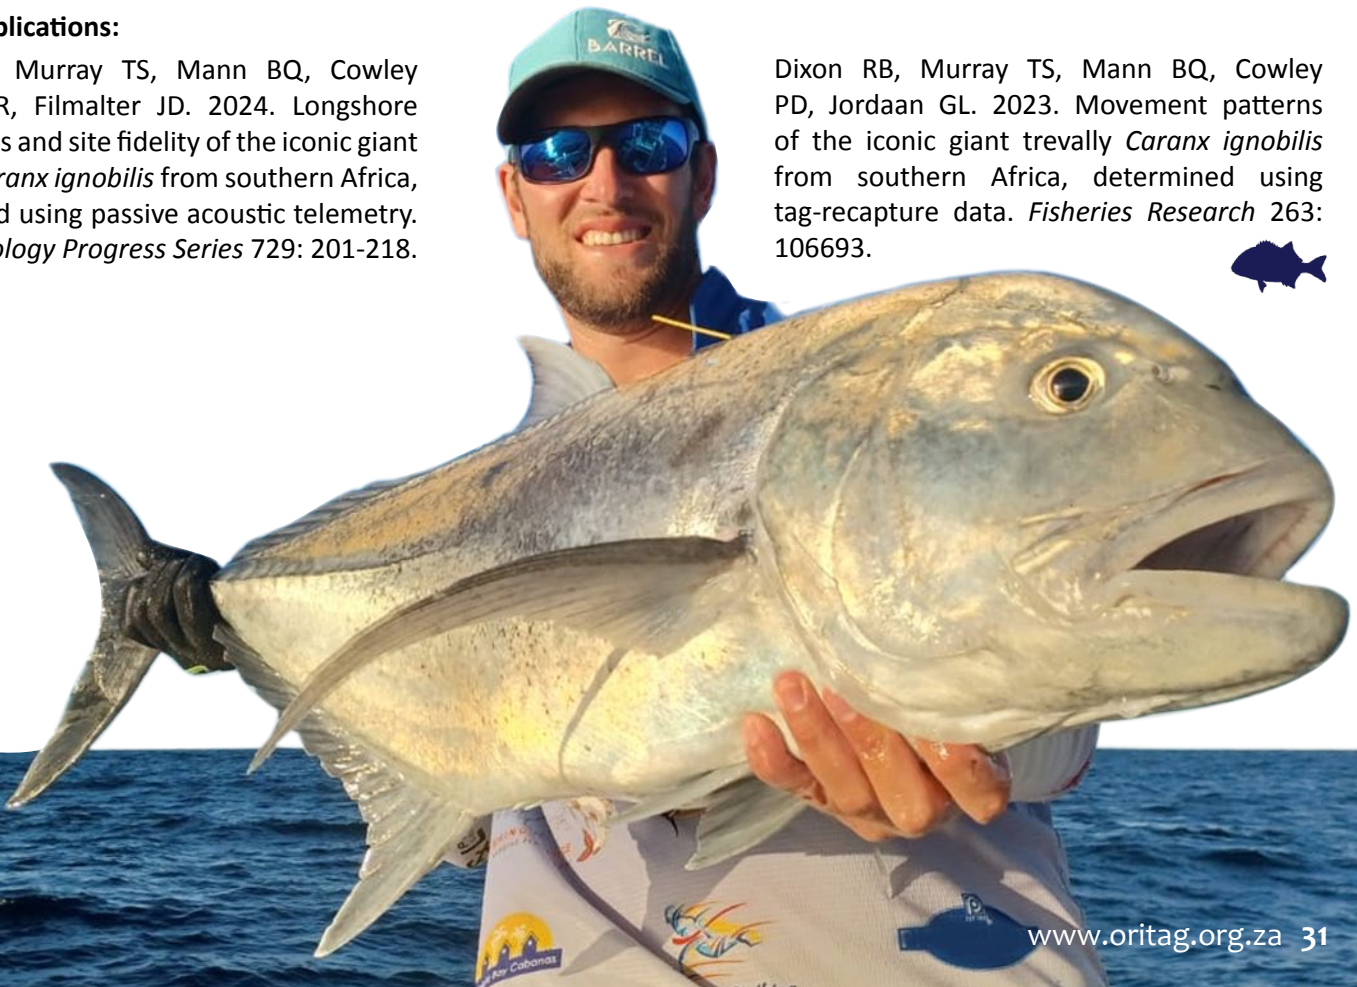 plications:
Murray TS, Mann BQ, Cowley
R, Filmalter JD. 2024. Longshore
s and site fidelity of the iconic giant
ranx ignobilis from southern Africa,
d using passive acoustic telemetry.
ology Progress Series 729: 201-218.
Dixon RB, Murray TS, Mann BQ, Cowley
PD, Jordaan GL. 2023. Movement patterns
of the iconic giant trevally Caranx ignobilis
from southern Africa, determined using
tag-recapture data. Fisheries Research 263:
106693.
BARREL
Bay Cabanas
www.oritag.org.za 31